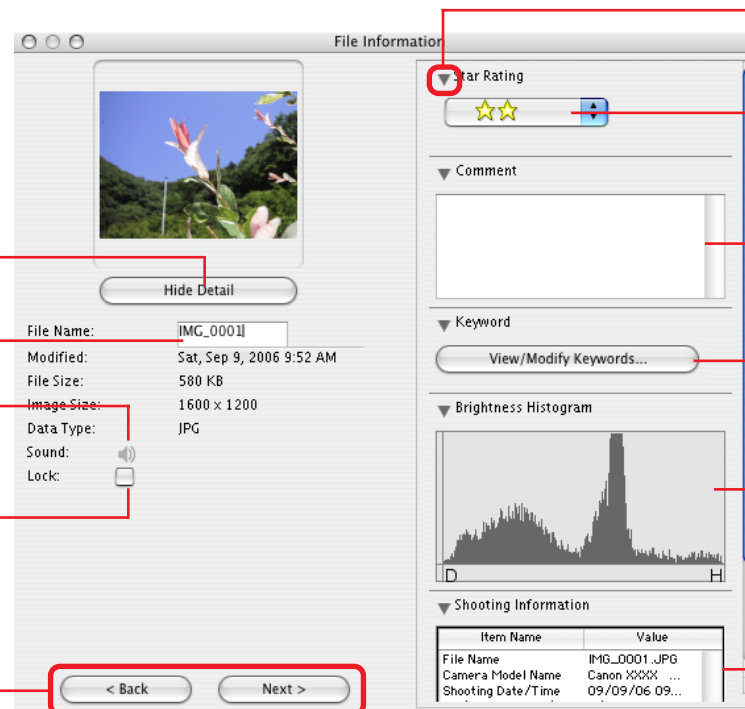 File Information
Hide Detail
File Name: IMG_0001
Modified: Sat, Sep 9, 2006 9:52 AM
File Size: 580 KB
Image Size: 1600 x 1200
Data Type: JPG
Sound:
Lock:
< Back Next >
Star Rating
Comment
Keyword
View/Modify Keywords...
Brightness Histogram
D H
Shooting Information
Item Name Value
File Name IMG_0001.JPG
Camera Model Name Canon XXXX ...
Shooting Date/Time 09/09/06 09...